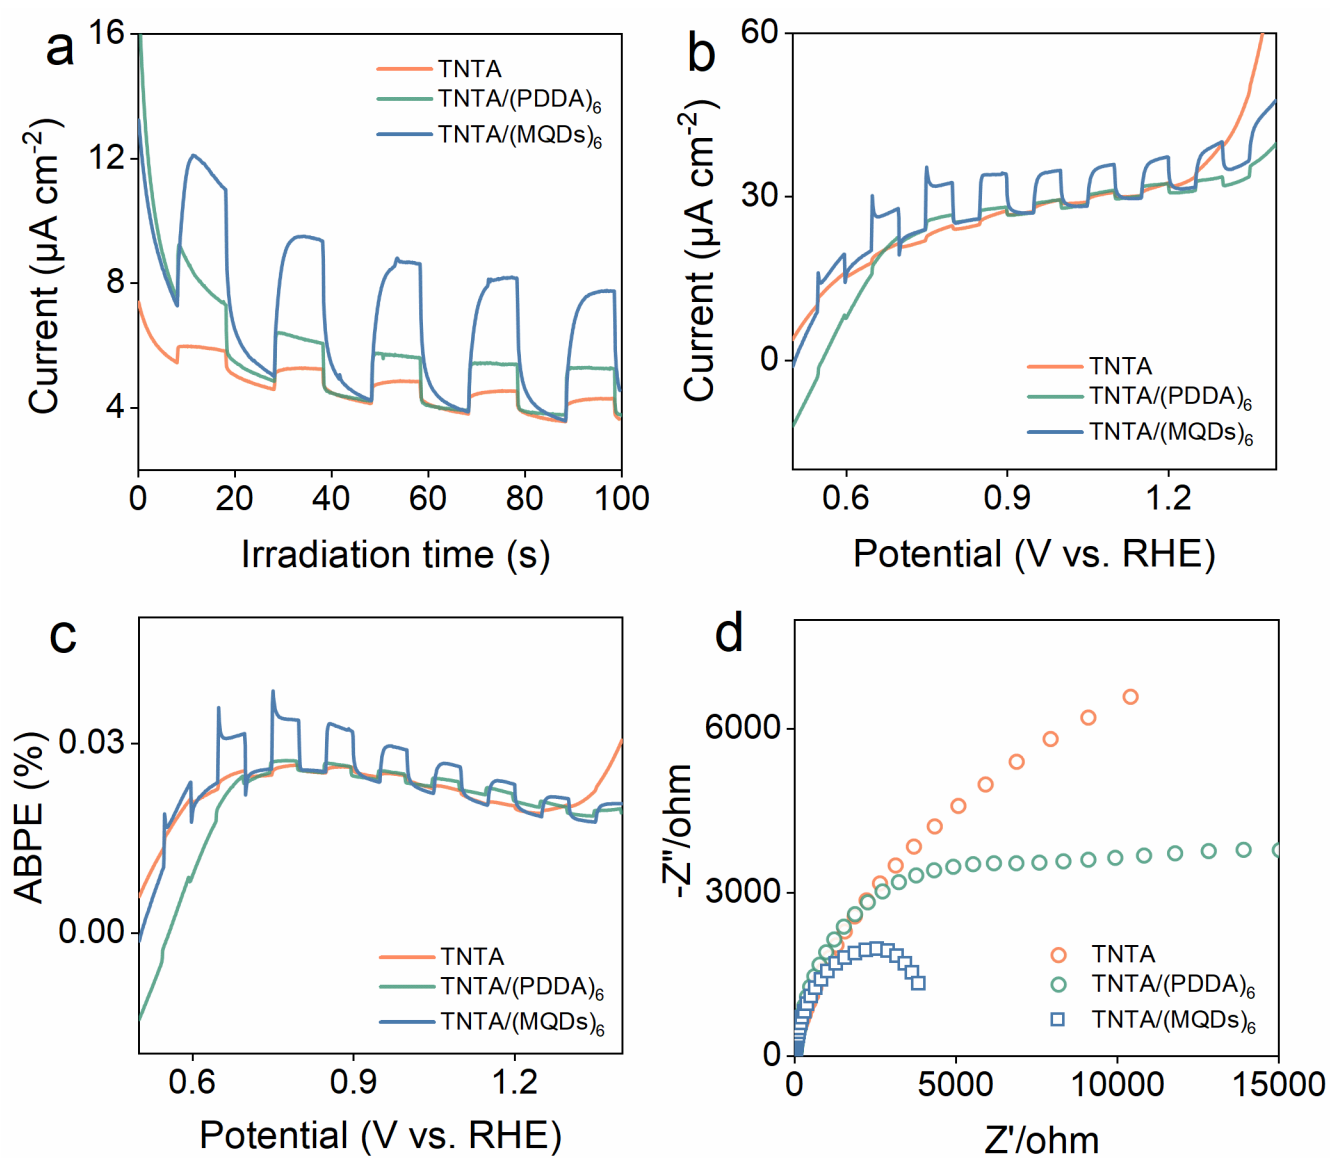 a
16
12
8
4
Current (μA cm⁻²)
TNTA
TNTA/(PDDA)₆
TNTA/(MQDs)₆
0 20 40 60 80 100
Irradiation time (s)
b
60
30
0
Current (μA cm⁻²)
TNTA
TNTA/(PDDA)₆
TNTA/(MQDs)₆
0.6 0.9 1.2
Potential (V vs. RHE)
c
0.03
0.00
ABPE (%)
TNTA
TNTA/(PDDA)₆
TNTA/(MQDs)₆
0.6 0.9 1.2
Potential (V vs. RHE)
d
6000
3000
0
-Z"/ohm
TNTA
TNTA/(PDDA)₆
TNTA/(MQDs)₆
0 5000 10000 15000
Z'/ohm